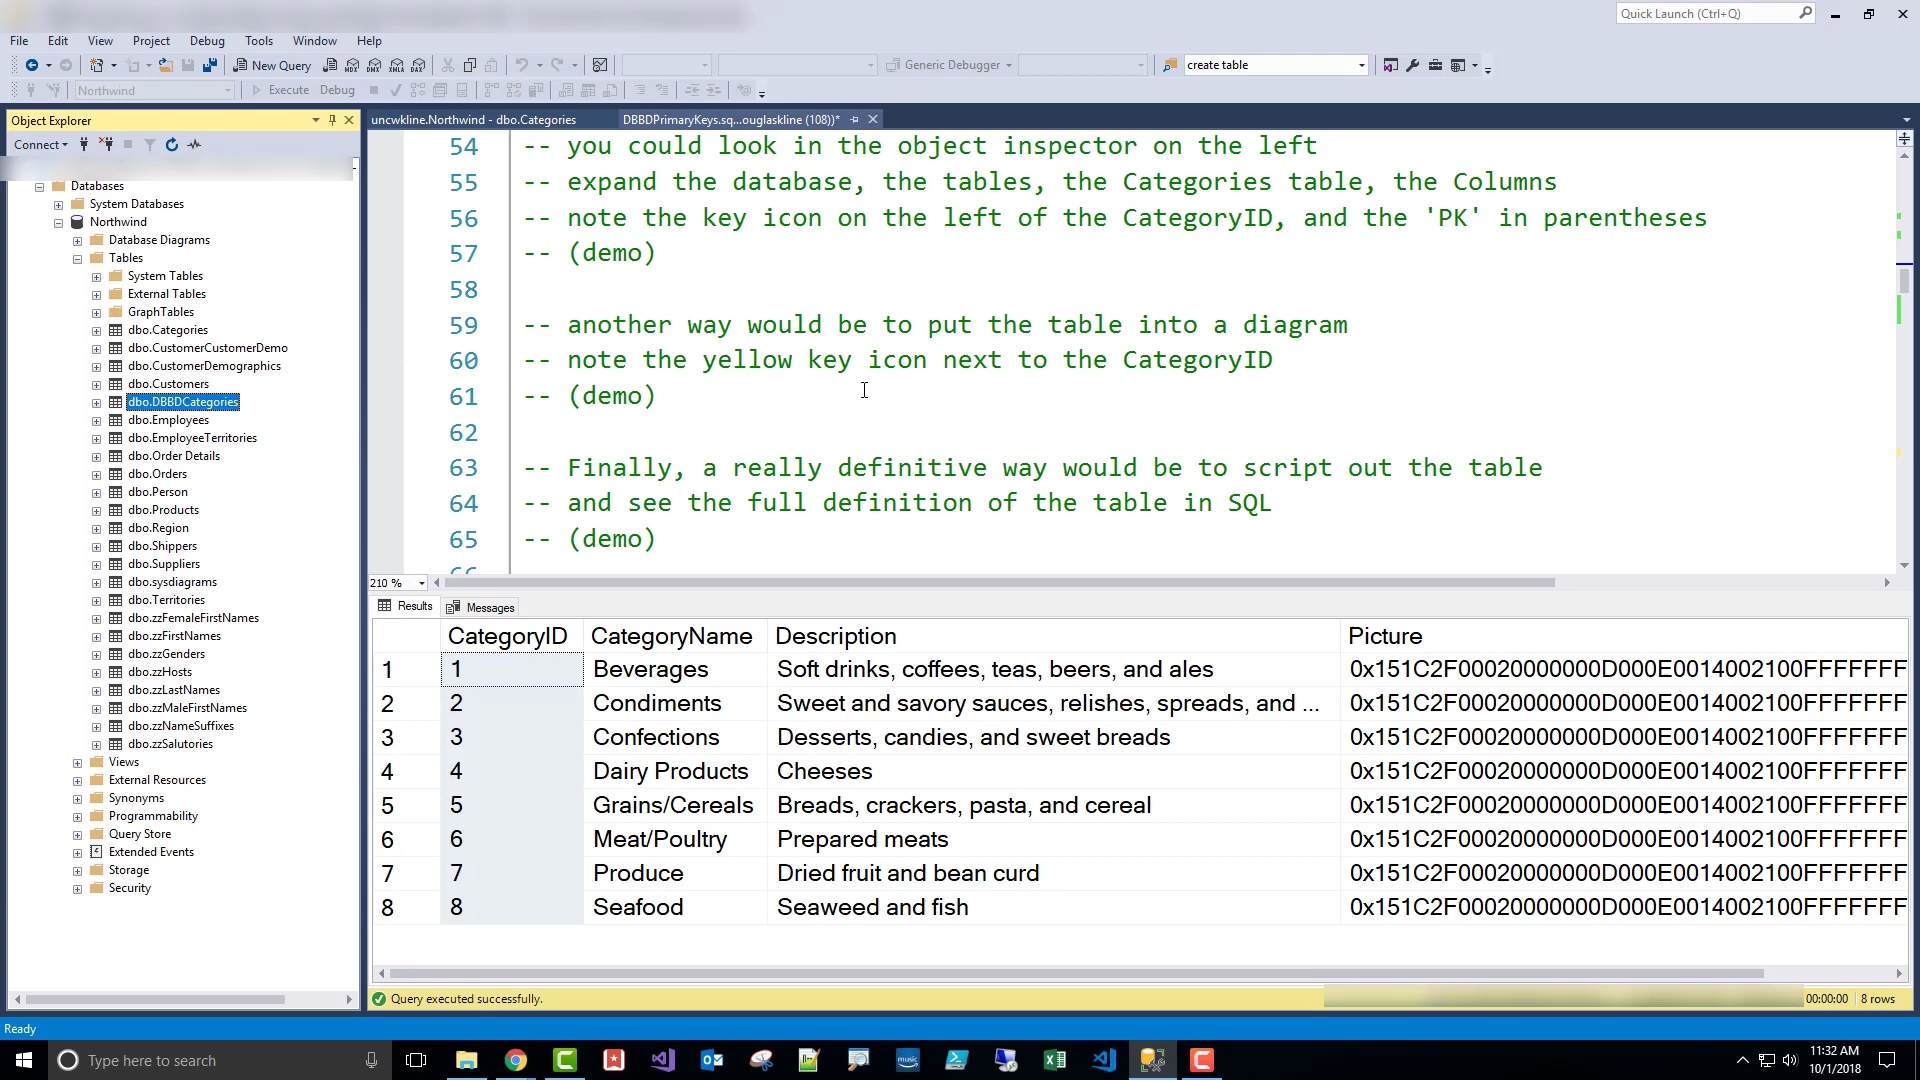 Quick Launch (Ctrl+Q)
File Edit View Project Debug Tools Window Help
New Query MDX DMX XMLA DAX Generic Debugger create table
Northwind Execute Debug
Object Explorer
Connect
uncwkline.Northwind - dbo.Categories
DBBDPrimaryKeys.sq...ouglaskline (108))*
Databases
System Databases
Northwind
Database Diagrams
Tables
System Tables
External Tables
GraphTables
dbo.Categories
dbo.CustomerCustomerDemo
dbo.CustomerDemographics
dbo.Customers
dbo.DBBDCategories
dbo.Employees
dbo.EmployeeTerritories
dbo.Order Details
dbo.Orders
dbo.Person
dbo.Products
dbo.Region
dbo.Shippers
dbo.Suppliers
dbo.sysdiagrams
dbo.Territories
dbo.zzFemaleFirstNames
dbo.zzFirstNames
dbo.zzGenders
dbo.zzHosts
dbo.zzLastNames
dbo.zzMaleFirstNames
dbo.zzNameSuffixes
dbo.zzSalutories
Views
External Resources
Synonyms
Programmability
Query Store
Extended Events
Storage
Security
54 -- you could look in the object inspector on the left
55 -- expand the database, the tables, the Categories table, the Columns
56 -- note the key icon on the left of the CategoryID, and the 'PK' in parentheses
57 -- (demo)
58
59 -- another way would be to put the table into a diagram
60 -- note the yellow key icon next to the CategoryID
61 -- (demo)
62
63 -- Finally, a really definitive way would be to script out the table
64 -- and see the full definition of the table in SQL
65 -- (demo)
66
210 %
Results Messages
CategoryID CategoryName Description Picture
1 1 Beverages Soft drinks, coffees, teas, beers, and ales 0x151C2F00020000000D000E0014002100FFFFFFF
2 2 Condiments Sweet and savory sauces, relishes, spreads, and ... 0x151C2F00020000000D000E0014002100FFFFFFF
3 3 Confections Desserts, candies, and sweet breads 0x151C2F00020000000D000E0014002100FFFFFFF
4 4 Dairy Products Cheeses 0x151C2F00020000000D000E0014002100FFFFFFF
5 5 Grains/Cereals Breads, crackers, pasta, and cereal 0x151C2F00020000000D000E0014002100FFFFFFF
6 6 Meat/Poultry Prepared meats 0x151C2F00020000000D000E0014002100FFFFFFF
7 7 Produce Dried fruit and bean curd 0x151C2F00020000000D000E0014002100FFFFFFF
8 8 Seafood Seaweed and fish 0x151C2F00020000000D000E0014002100FFFFFFF
Query executed successfully. 00:00:00 8 rows
Ready
Type here to search
music
11:32 AM
10/1/2018